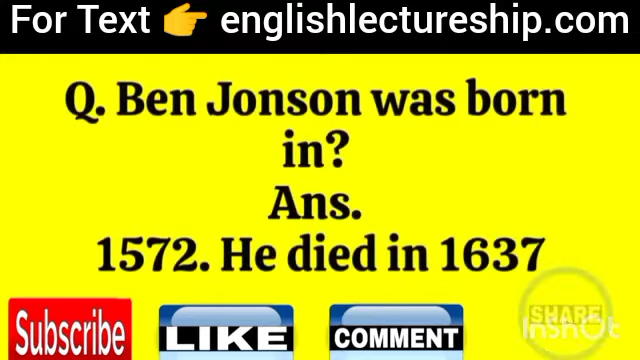 For Text 👉 englishlectureship.com
Q. Ben Jonson was born
in?
Ans.
1572. He died in 1637
Subscribe
LIKE
COMMENT
SHARE
InShOt